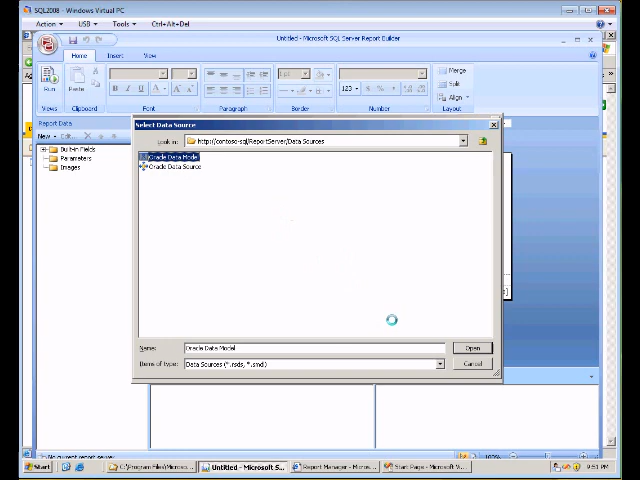 SQL2008 - Windows Virtual PC
Action USB Tools Ctrl+Alt+Del
Untitled - Microsoft SQL Server Report Builder
Home Insert View
Run Paste
Merge
Split
Align
Views Clipboard Font Paragraph Border Number Layout
Report Data
New Edit...
Built-in Fields
Parameters
Images
Select Data Source
Look in: http://contoso-sql/ReportServer/Data Sources
Oracle Data Model
Oracle Data Source
Name: Oracle Data Model Open
Items of type: Data Sources (*.rsds, *.smdl) Cancel
No current report server
100%
Start C:\Program Files\Microso... Untitled - Microsoft S... Report Manager - Micros... Start Page - Microsoft V... 9:51 PM